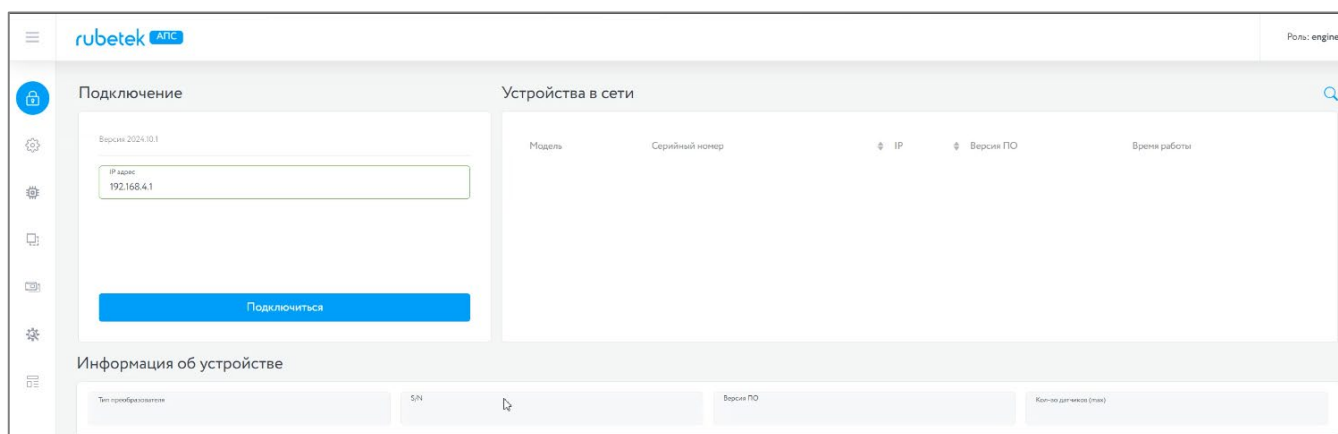 rubetek АПС
Роль: engine
Подключение
Версия 2024.10.1
IP адрес
192.168.4.1
Подключиться
Устройства в сети
Модель Серийный номер IP Версия ПО Время работы
Информация об устройстве
Тип преобразователя S/N Версия ПО Кол-во датчиков (max)